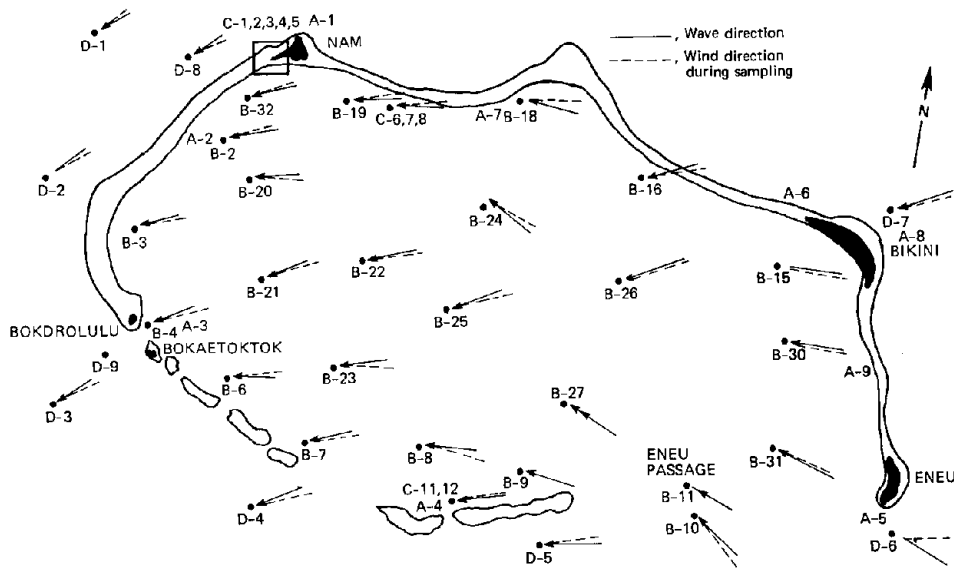 C-1,2,3,4,5 A-1
NAM
D-1
D-8
, Wave direction
, Wind direction
during sampling
N
B-32
B-19
C-6,7,8
A-7
B-18
A-2
B-2
D-2
B-20
B-16
A-6
B-24
D-7
A-8
BIKINI
B-3
B-22
B-21
B-26
B-15
B-25
BOKDROLULU
B-4
A-3
BOKAETOKTOK
D-9
B-30
A-9
B-23
B-6
D-3
B-27
B-7
B-8
ENEU
PASSAGE
B-31
B-9
ENEU
C-11,12
A-4
B-11
D-4
B-10
A-5
D-6
D-5